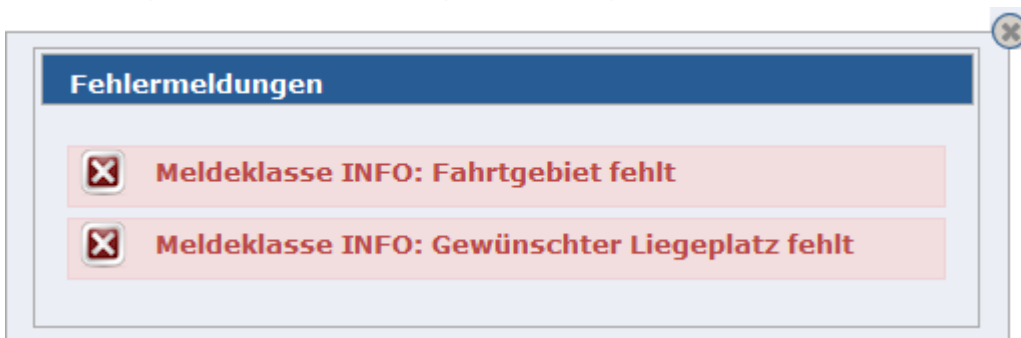 Fehlermeldungen
Meldeklasse INFO: Fahrtgebiet fehlt
Meldeklasse INFO: Gewünschter Liegeplatz fehlt